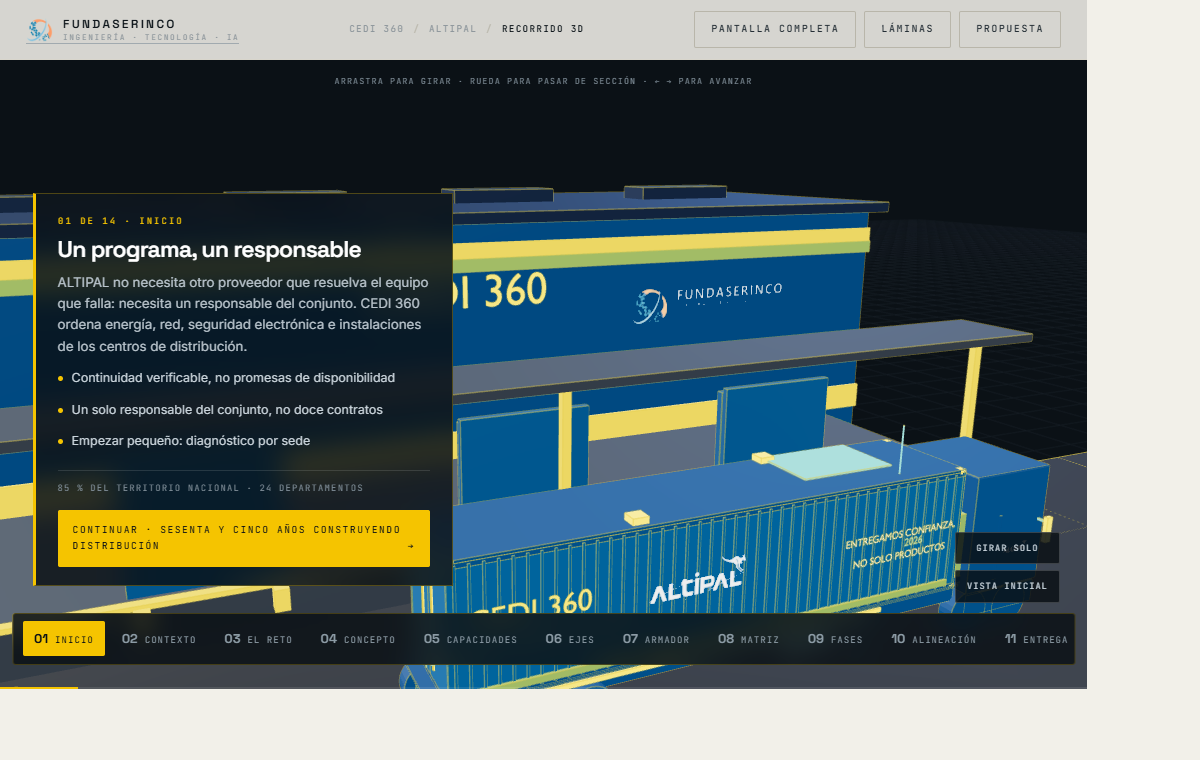 FUNDASERINCO
INGENIERÍA · TECNOLOGÍA · IA
CEDI 360 / ALTIPAL / RECORRIDO 3D
PANTALLA COMPLETA
LÁMINAS
PROPUESTA
ARRASTRA PARA GIRAR · RUEDA PARA PASAR DE SECCIÓN · ← → PARA AVANZAR
01 DE 14 · INICIO
Un programa, un responsable
ALTIPAL no necesita otro proveedor que resuelva el equipo
que falla: necesita un responsable del conjunto. CEDI 360
ordena energía, red, seguridad electrónica e instalaciones
de los centros de distribución.
• Continuidad verificable, no promesas de disponibilidad
• Un solo responsable del conjunto, no doce contratos
• Empezar pequeño: diagnóstico por sede
85 % DEL TERRITORIO NACIONAL · 24 DEPARTAMENTOS
CONTINUAR · SESENTA Y CINCO AÑOS CONSTRUYENDO
DISTRIBUCIÓN →
DI 360
FUNDASERINCO
CEDI 360
ALTIPAL
ENTREGAMOS CONFIANZA,
2026
NO SOLO PRODUCTOS
GIRAR SOLO
VISTA INICIAL
01 INICIO
02 CONTEXTO
03 EL RETO
04 CONCEPTO
05 CAPACIDADES
06 EJES
07 ARMADOR
08 MATRIZ
09 FASES
10 ALINEACIÓN
11 ENTREGA